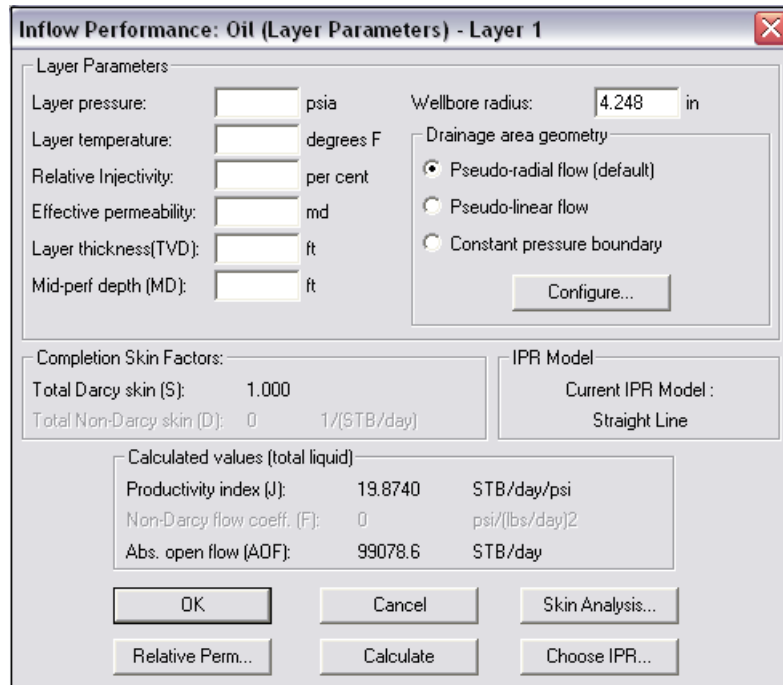 Inflow Performance: Oil (Layer Parameters) - Layer 1
Layer Parameters
Layer pressure: psia
Layer temperature: degrees F
Relative Injectivity: per cent
Effective permeability: md
Layer thickness(TVD): ft
Mid-perf depth (MD): ft
Wellbore radius: 4.248 in
Drainage area geometry
Pseudo-radial flow (default)
Pseudo-linear flow
Constant pressure boundary
Configure...
Completion Skin Factors:
Total Darcy skin (S): 1.000
Total Non-Darcy skin (D): 0 1/(STB/day)
IPR Model
Current IPR Model :
Straight Line
Calculated values (total liquid)
Productivity index (J): 19.8740 STB/day/psi
Non-Darcy flow coeff. (F): 0 psi/(lbs/day)2
Abs. open flow (AOF): 99078.6 STB/day
OK Cancel Skin Analysis...
Relative Perm... Calculate Choose IPR...